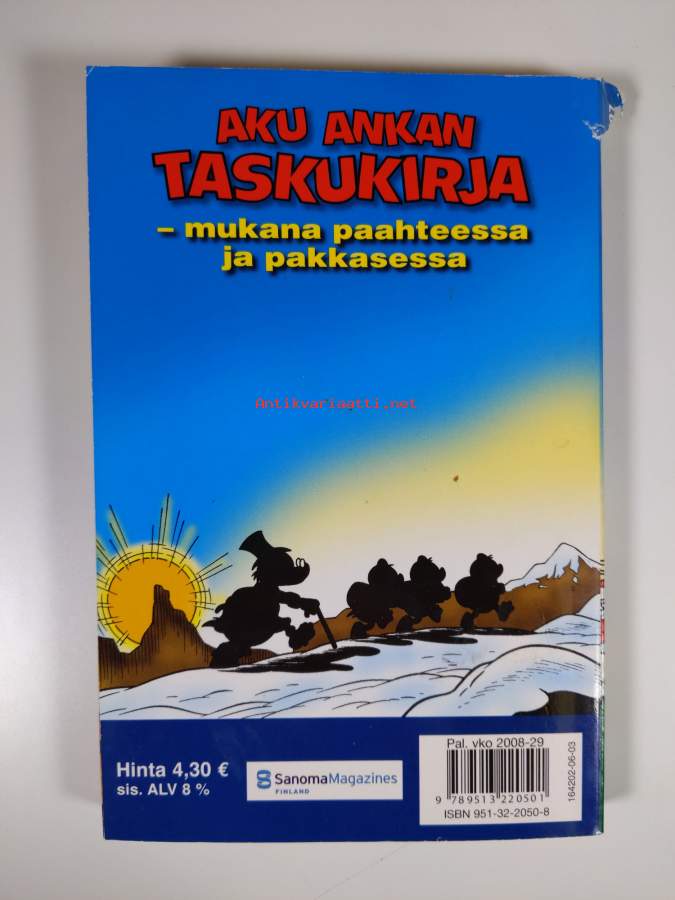 AKU ANKAN
TASKUKIRJA
– mukana paahteessa
ja pakkasessa
Antikvariaatti.net
Hinta 4,30 €
sis. ALV 8 %
SanomaMagazines
FINLAND
Pal. vko 2008-29
9 789513 220501
ISBN 951-32-2050-8
164202-06-03